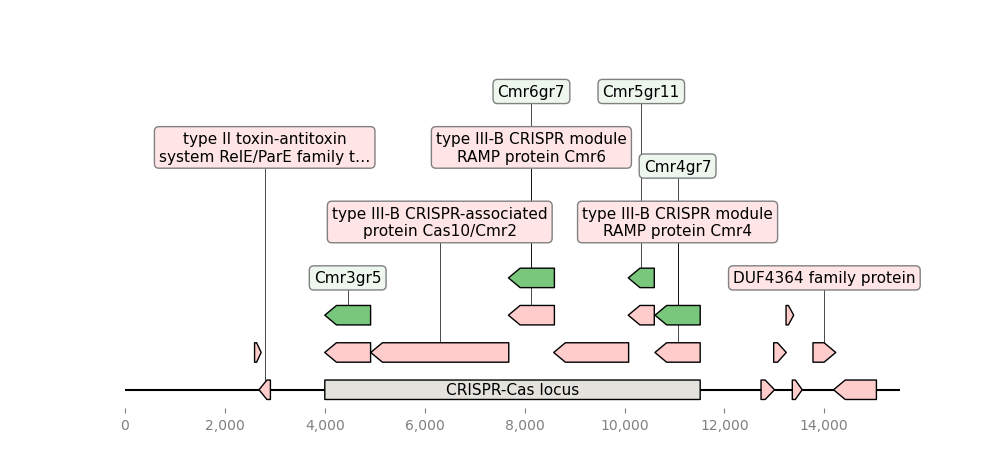 Cmr6gr7
Cmr5gr11
type II toxin-antitoxin
system RelE/ParE family t...
type III-B CRISPR module
RAMP protein Cmr6
Cmr4gr7
type III-B CRISPR-associated
protein Cas10/Cmr2
type III-B CRISPR module
RAMP protein Cmr4
Cmr3gr5
DUF4364 family protein
CRISPR-Cas locus
0
2,000
4,000
6,000
8,000
10,000
12,000
14,000